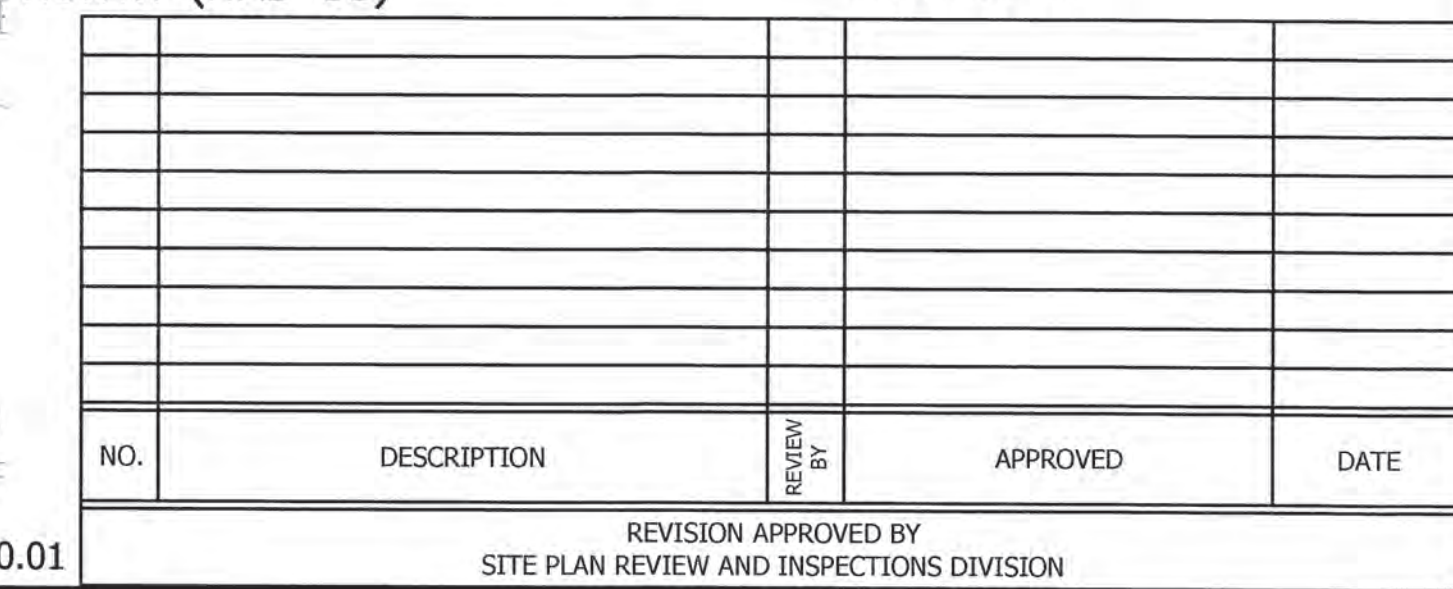 NO.
DESCRIPTION
REVIEW
BY
APPROVED
DATE
REVISION APPROVED BY
SITE PLAN REVIEW AND INSPECTIONS DIVISION
0.01